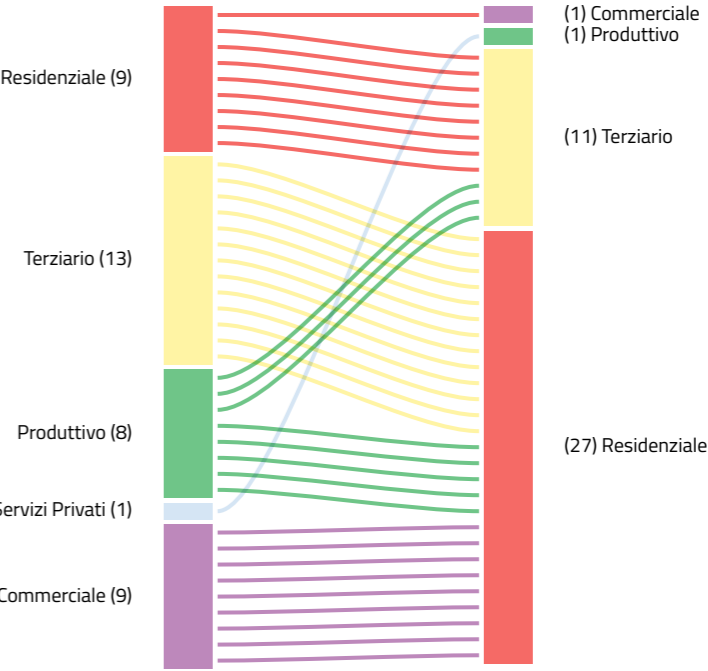 Residenziale (9)
Terziario (13)
Produttivo (8)
Servizi Privati (1)
Commerciale (9)
(1) Commerciale
(1) Produttivo
(11) Terziario
(27) Residenziale